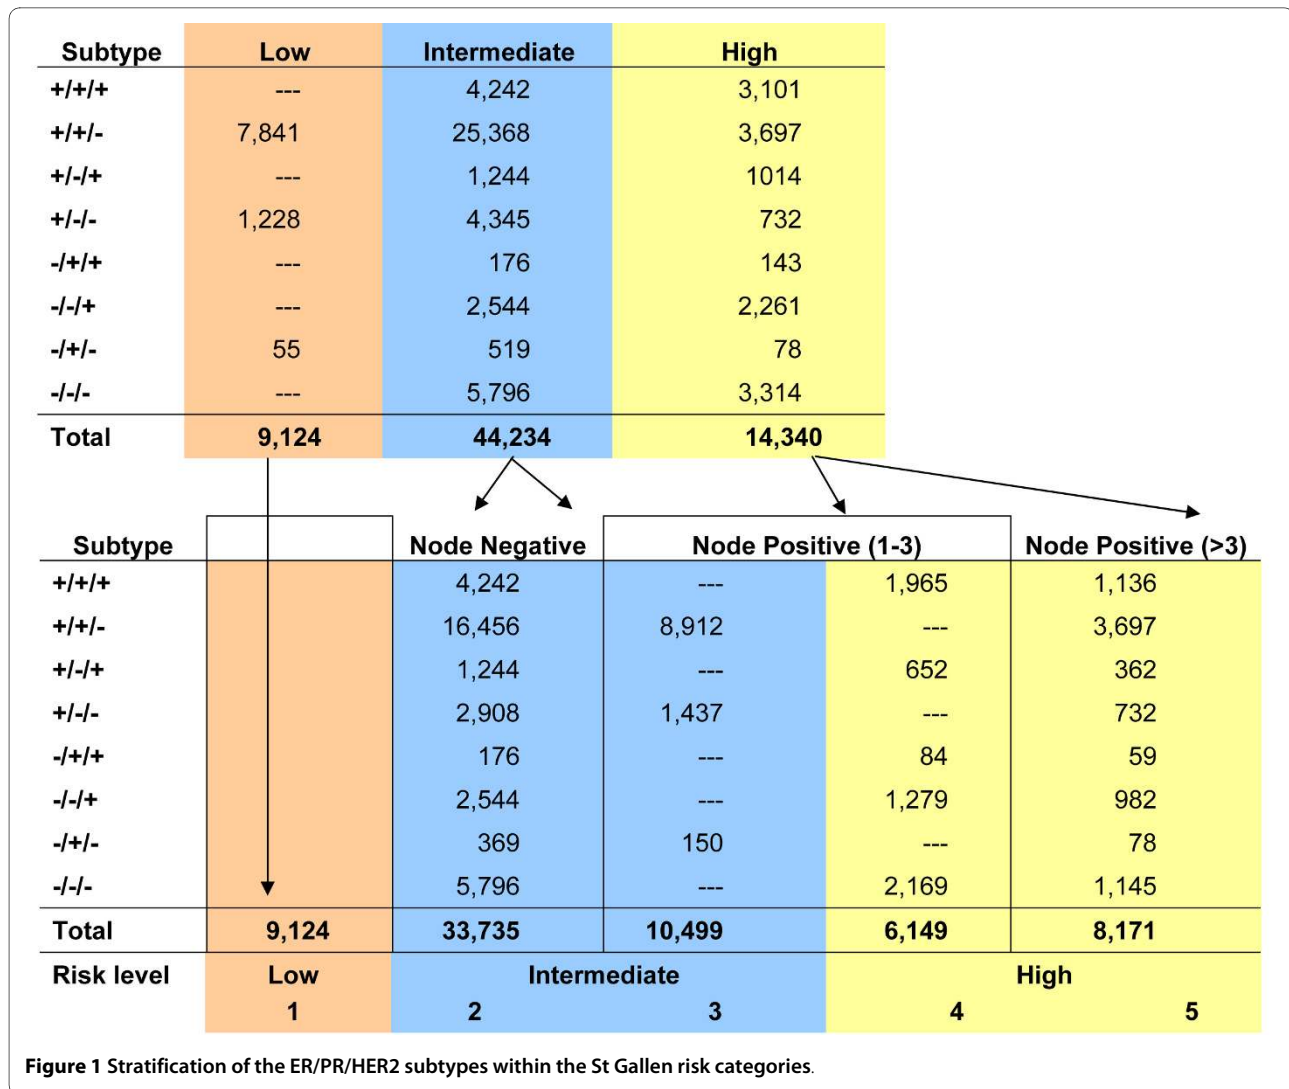 Subtype Low Intermediate High
+/+/+ --- 4,242 3,101
+/+/- 7,841 25,368 3,697
+/-/+ --- 1,244 1014
+/-/- 1,228 4,345 732
-/+/+ --- 176 143
-/-/+ --- 2,544 2,261
-/+/- 55 519 78
-/-/- --- 5,796 3,314
Total 9,124 44,234 14,340
Subtype Node Negative Node Positive (1-3) Node Positive (>3)
+/+/+ 4,242 --- 1,965 1,136
+/+/- 16,456 8,912 --- 3,697
+/-/+ 1,244 --- 652 362
+/-/- 2,908 1,437 --- 732
-/+/+ 176 --- 84 59
-/-/+ 2,544 --- 1,279 982
-/+/- 369 150 --- 78
-/-/- 5,796 --- 2,169 1,145
Total 9,124 33,735 10,499 6,149 8,171
Risk level Low Intermediate High
1 2 3 4 5
Figure 1 Stratification of the ER/PR/HER2 subtypes within the St Gallen risk categories.